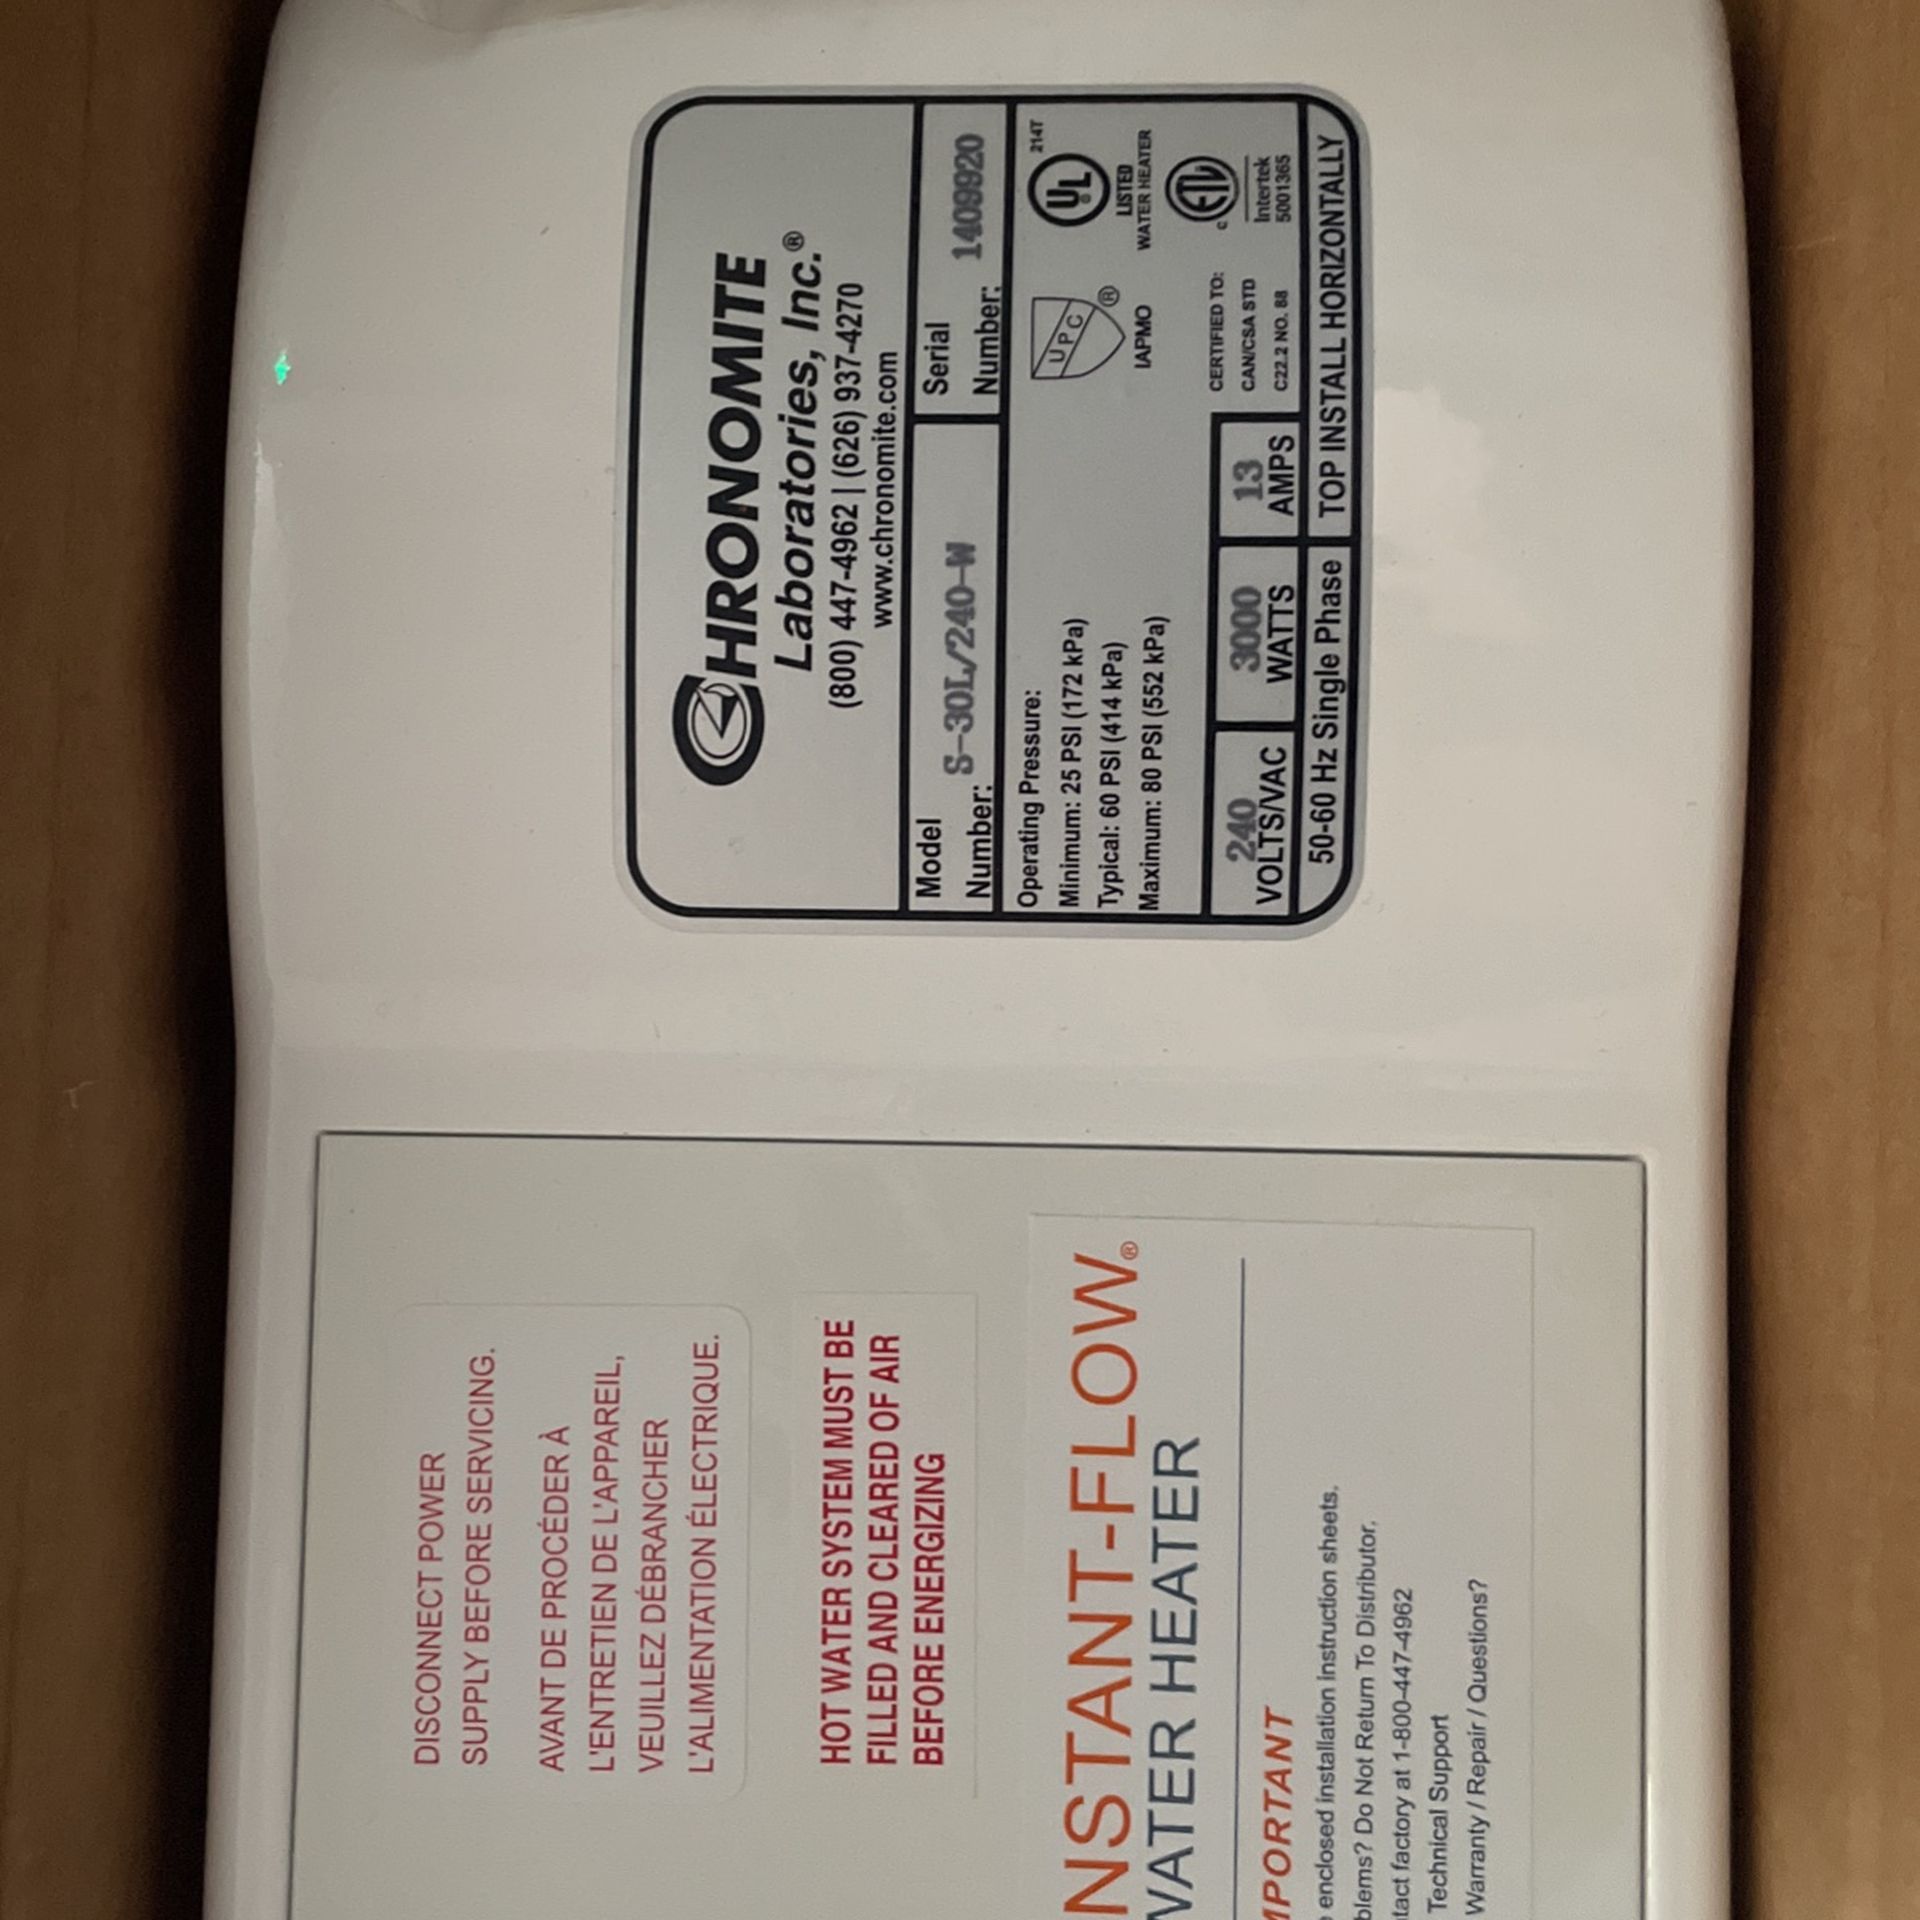 CHRONOMITE
Laboratories, Inc.®
(800) 447-4962 | (626) 937-4270
www.chronomite.com
Model
Number: S-30L/240-W
Serial
Number: 1409920
Operating Pressure:
Minimum: 25 PSI (172 kPa)
Typical: 60 PSI (414 kPa)
Maximum: 80 PSI (552 kPa)
UPC®
IAPMO
UL 214T
LISTED
WATER HEATER
CERTIFIED TO:
CAN/CSA STD
C22.2 NO. 88
c ETL
Intertek
5001365
240
VOLTS/VAC
3000
WATTS
13
AMPS
50-60 Hz Single Phase
TOP INSTALL HORIZONTALLY
DISCONNECT POWER
SUPPLY BEFORE SERVICING.
AVANT DE PROCÉDER À
L'ENTRETIEN DE L'APPAREIL,
VEUILLEZ DÉBRANCHER
L'ALIMENTATION ÉLECTRIQUE.
HOT WATER SYSTEM MUST BE
FILLED AND CLEARED OF AIR
BEFORE ENERGIZING
NSTANT-FLOW®
WATER HEATER
MPORTANT
enclosed installation instruction sheets.
blems? Do Not Return To Distributor,
tact factory at 1-800-447-4962
Technical Support
Warranty / Repair / Questions?